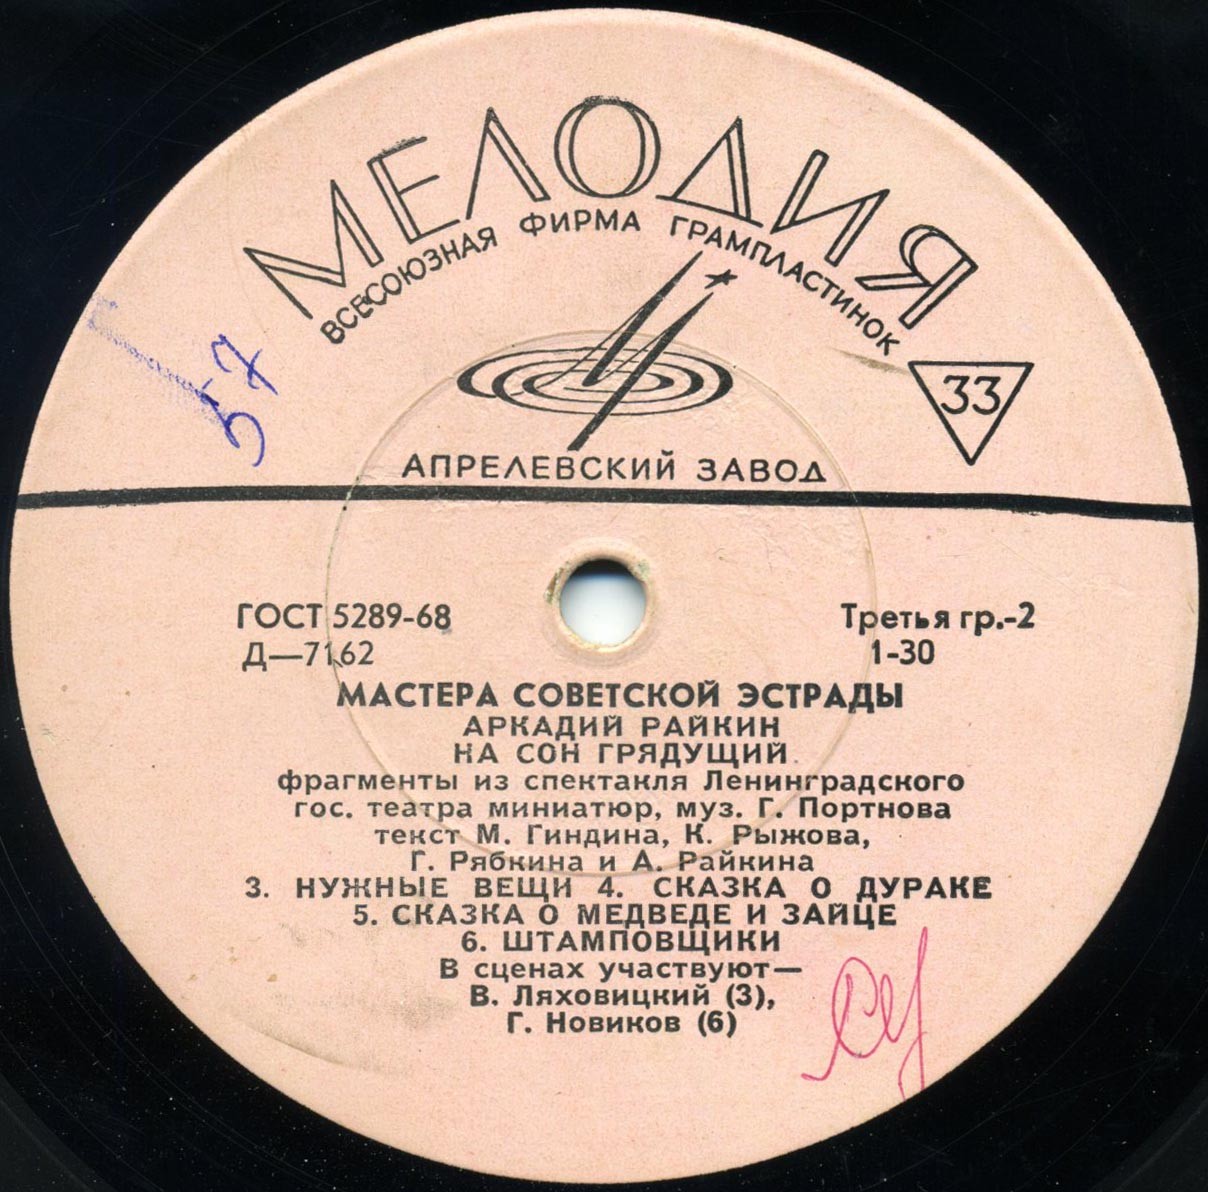 МЕЛОДИЯ
ВСЕСОЮЗНАЯ ФИРМА ГРАМПЛАСТИНОК
33
57
АПРЕЛЕВСКИЙ ЗАВОД
ГОСТ 5289-68
Третья гр.-2
Д—7162
1-30
МАСТЕРА СОВЕТСКОЙ ЭСТРАДЫ
АРКАДИЙ РАЙКИН
НА СОН ГРЯДУЩИЙ
фрагменты из спектакля Ленинградского
гос. театра миниатюр, муз. Г. Портнова
текст М. Гиндина, К. Рыжова,
Г. Рябкина и А. Райкина
3. НУЖНЫЕ ВЕЩИ 4. СКАЗКА О ДУРАКЕ
5. СКАЗКА О МЕДВЕДЕ И ЗАЙЦЕ
6. ШТАМПОВЩИКИ
В сценах участвуют—
В. Ляховицкий (3),
Г. Новиков (6)